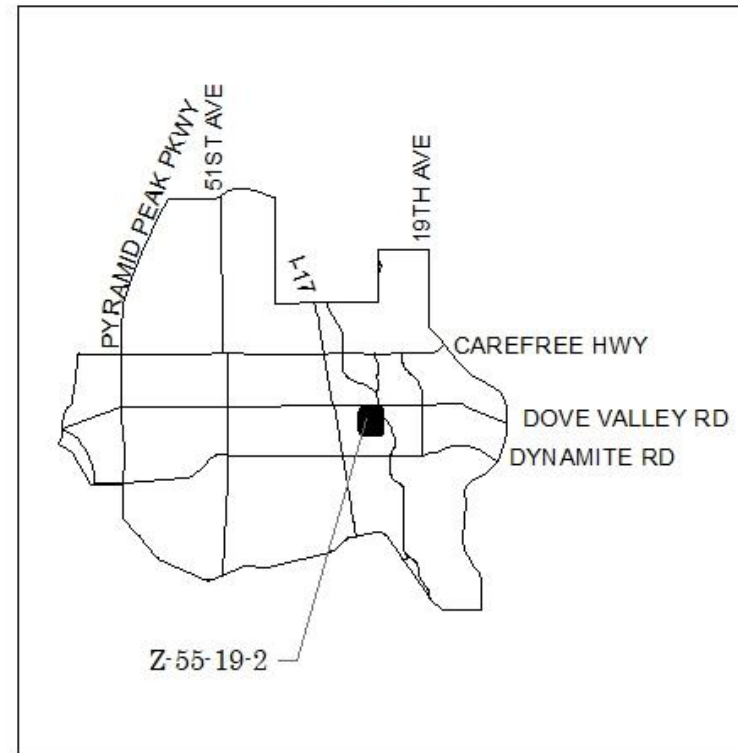 PYRAMID PEAK PKWY
51ST AVE
I-17
19TH AVE
CAREFREE HWY
DOVE VALLEY RD
DYNAMITE RD
Z-55-19-2